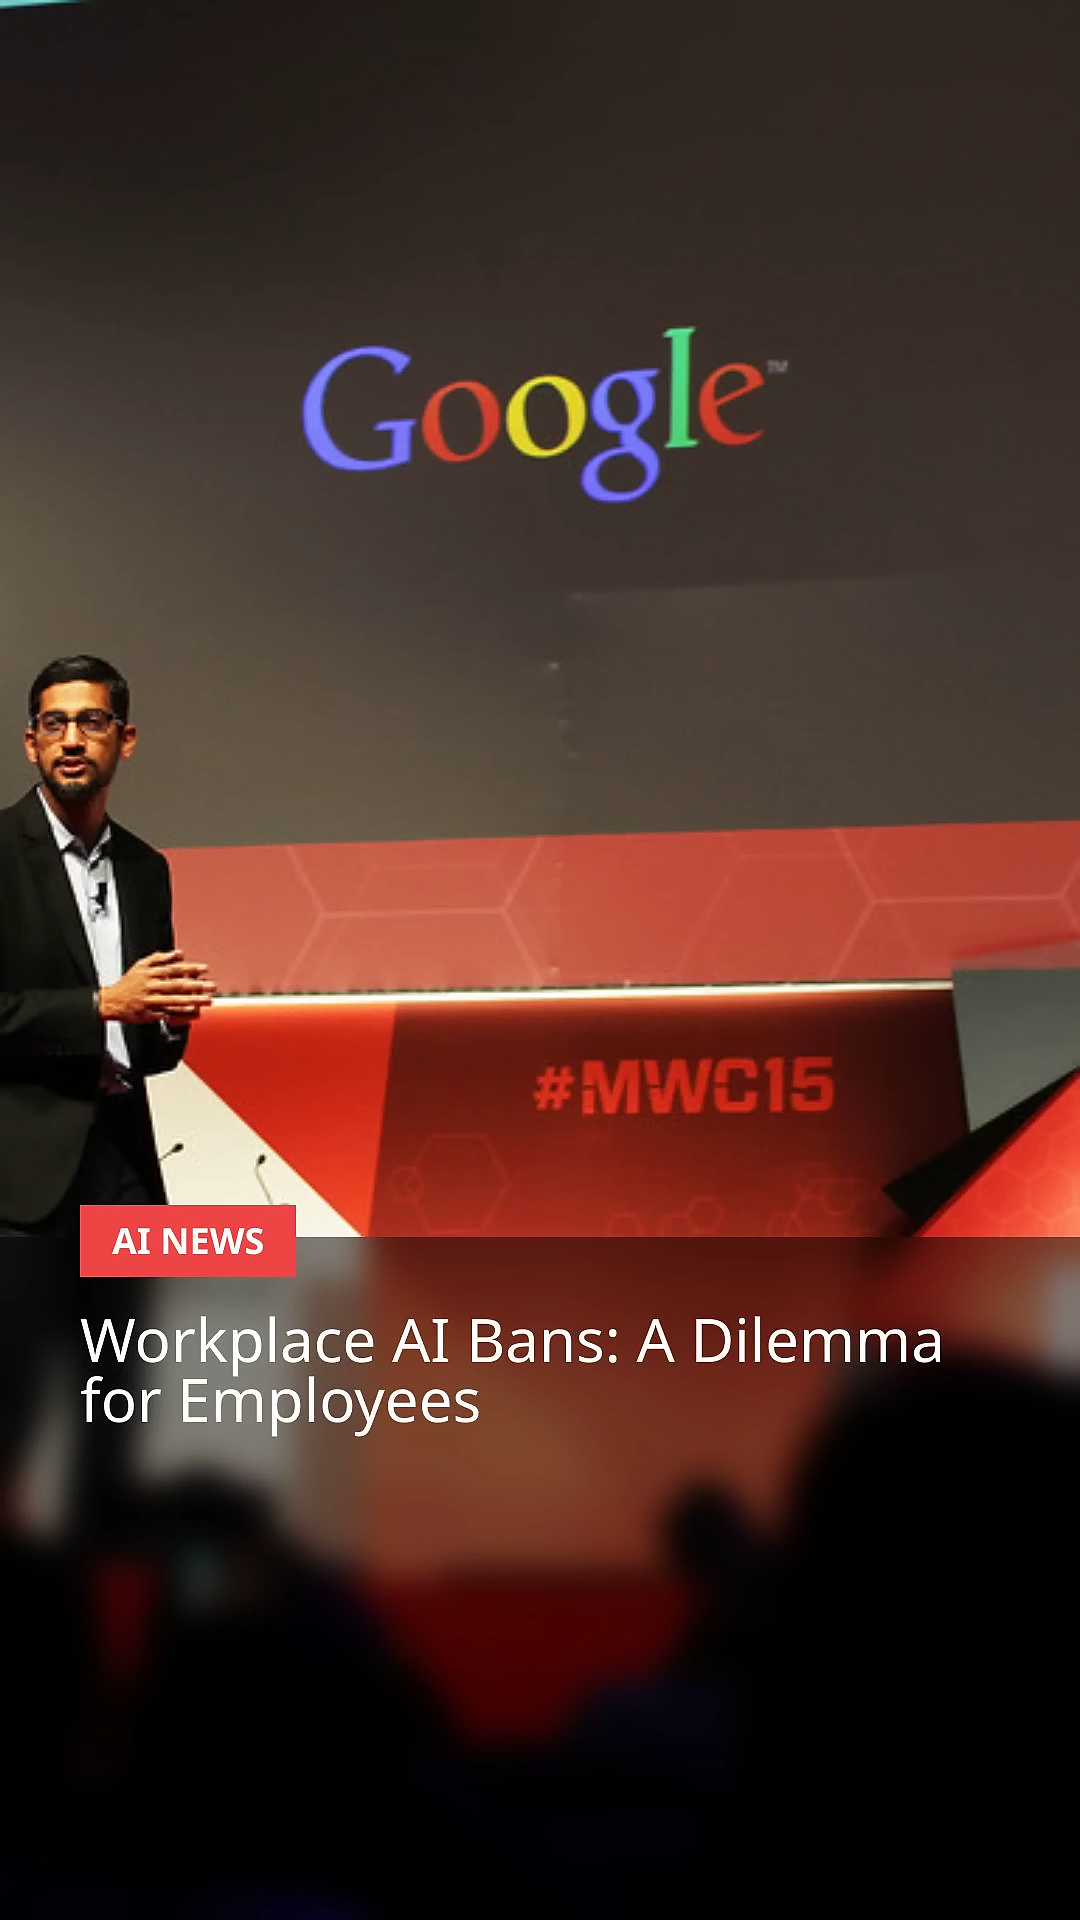 Google™
#MWC15
AI NEWS
Workplace AI Bans: A Dilemma
for Employees